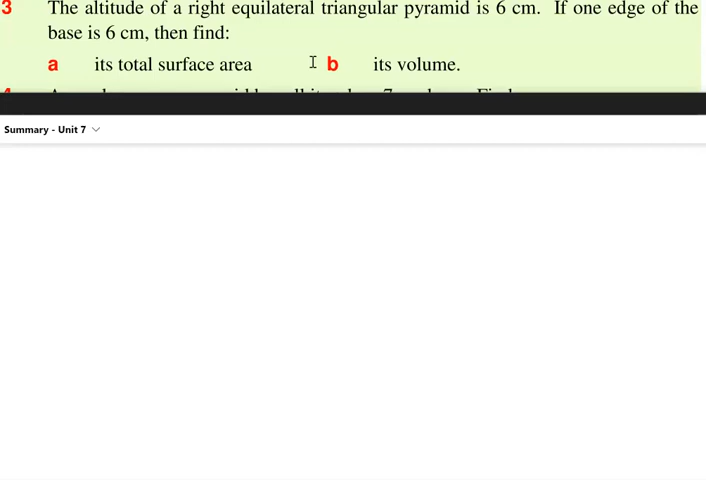 3 The altitude of a right equilateral triangular pyramid is 6 cm. If one edge of the
base is 6 cm, then find:
a its total surface area b its volume.
Summary - Unit 7